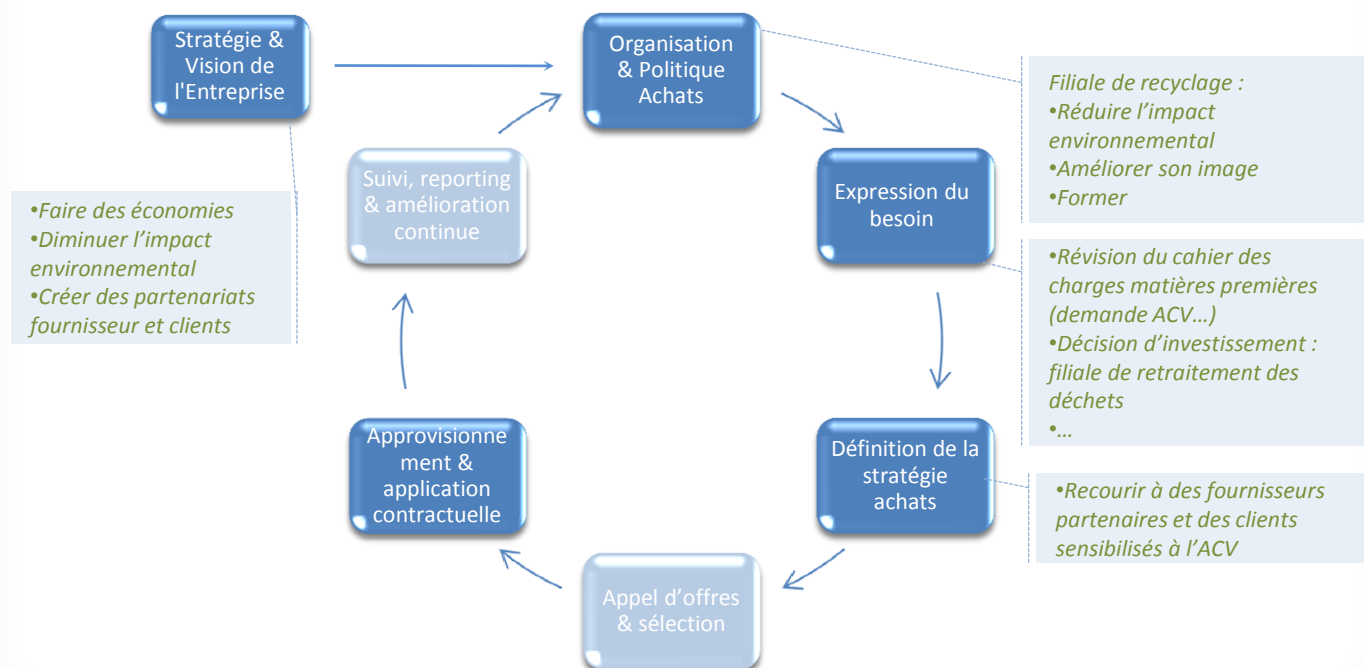 Stratégie &
Vision de
l'Entreprise
Organisation
& Politique
Achats
Filiale de recyclage :
•Réduire l’impact
environnemental
•Améliorer son image
•Former
Suivi, reporting
& amélioration
continue
Expression du
besoin
•Faire des économies
•Diminuer l’impact
environnemental
•Créer des partenariats
fournisseur et clients
•Révision du cahier des
charges matières premières
(demande ACV…)
•Décision d’investissement :
filiale de retraitement des
déchets
•…
Approvisionne
ment &
application
contractuelle
Définition de la
stratégie
achats
•Recourir à des fournisseurs
partenaires et des clients
sensibilisés à l’ACV
Appel d’offres
& sélection